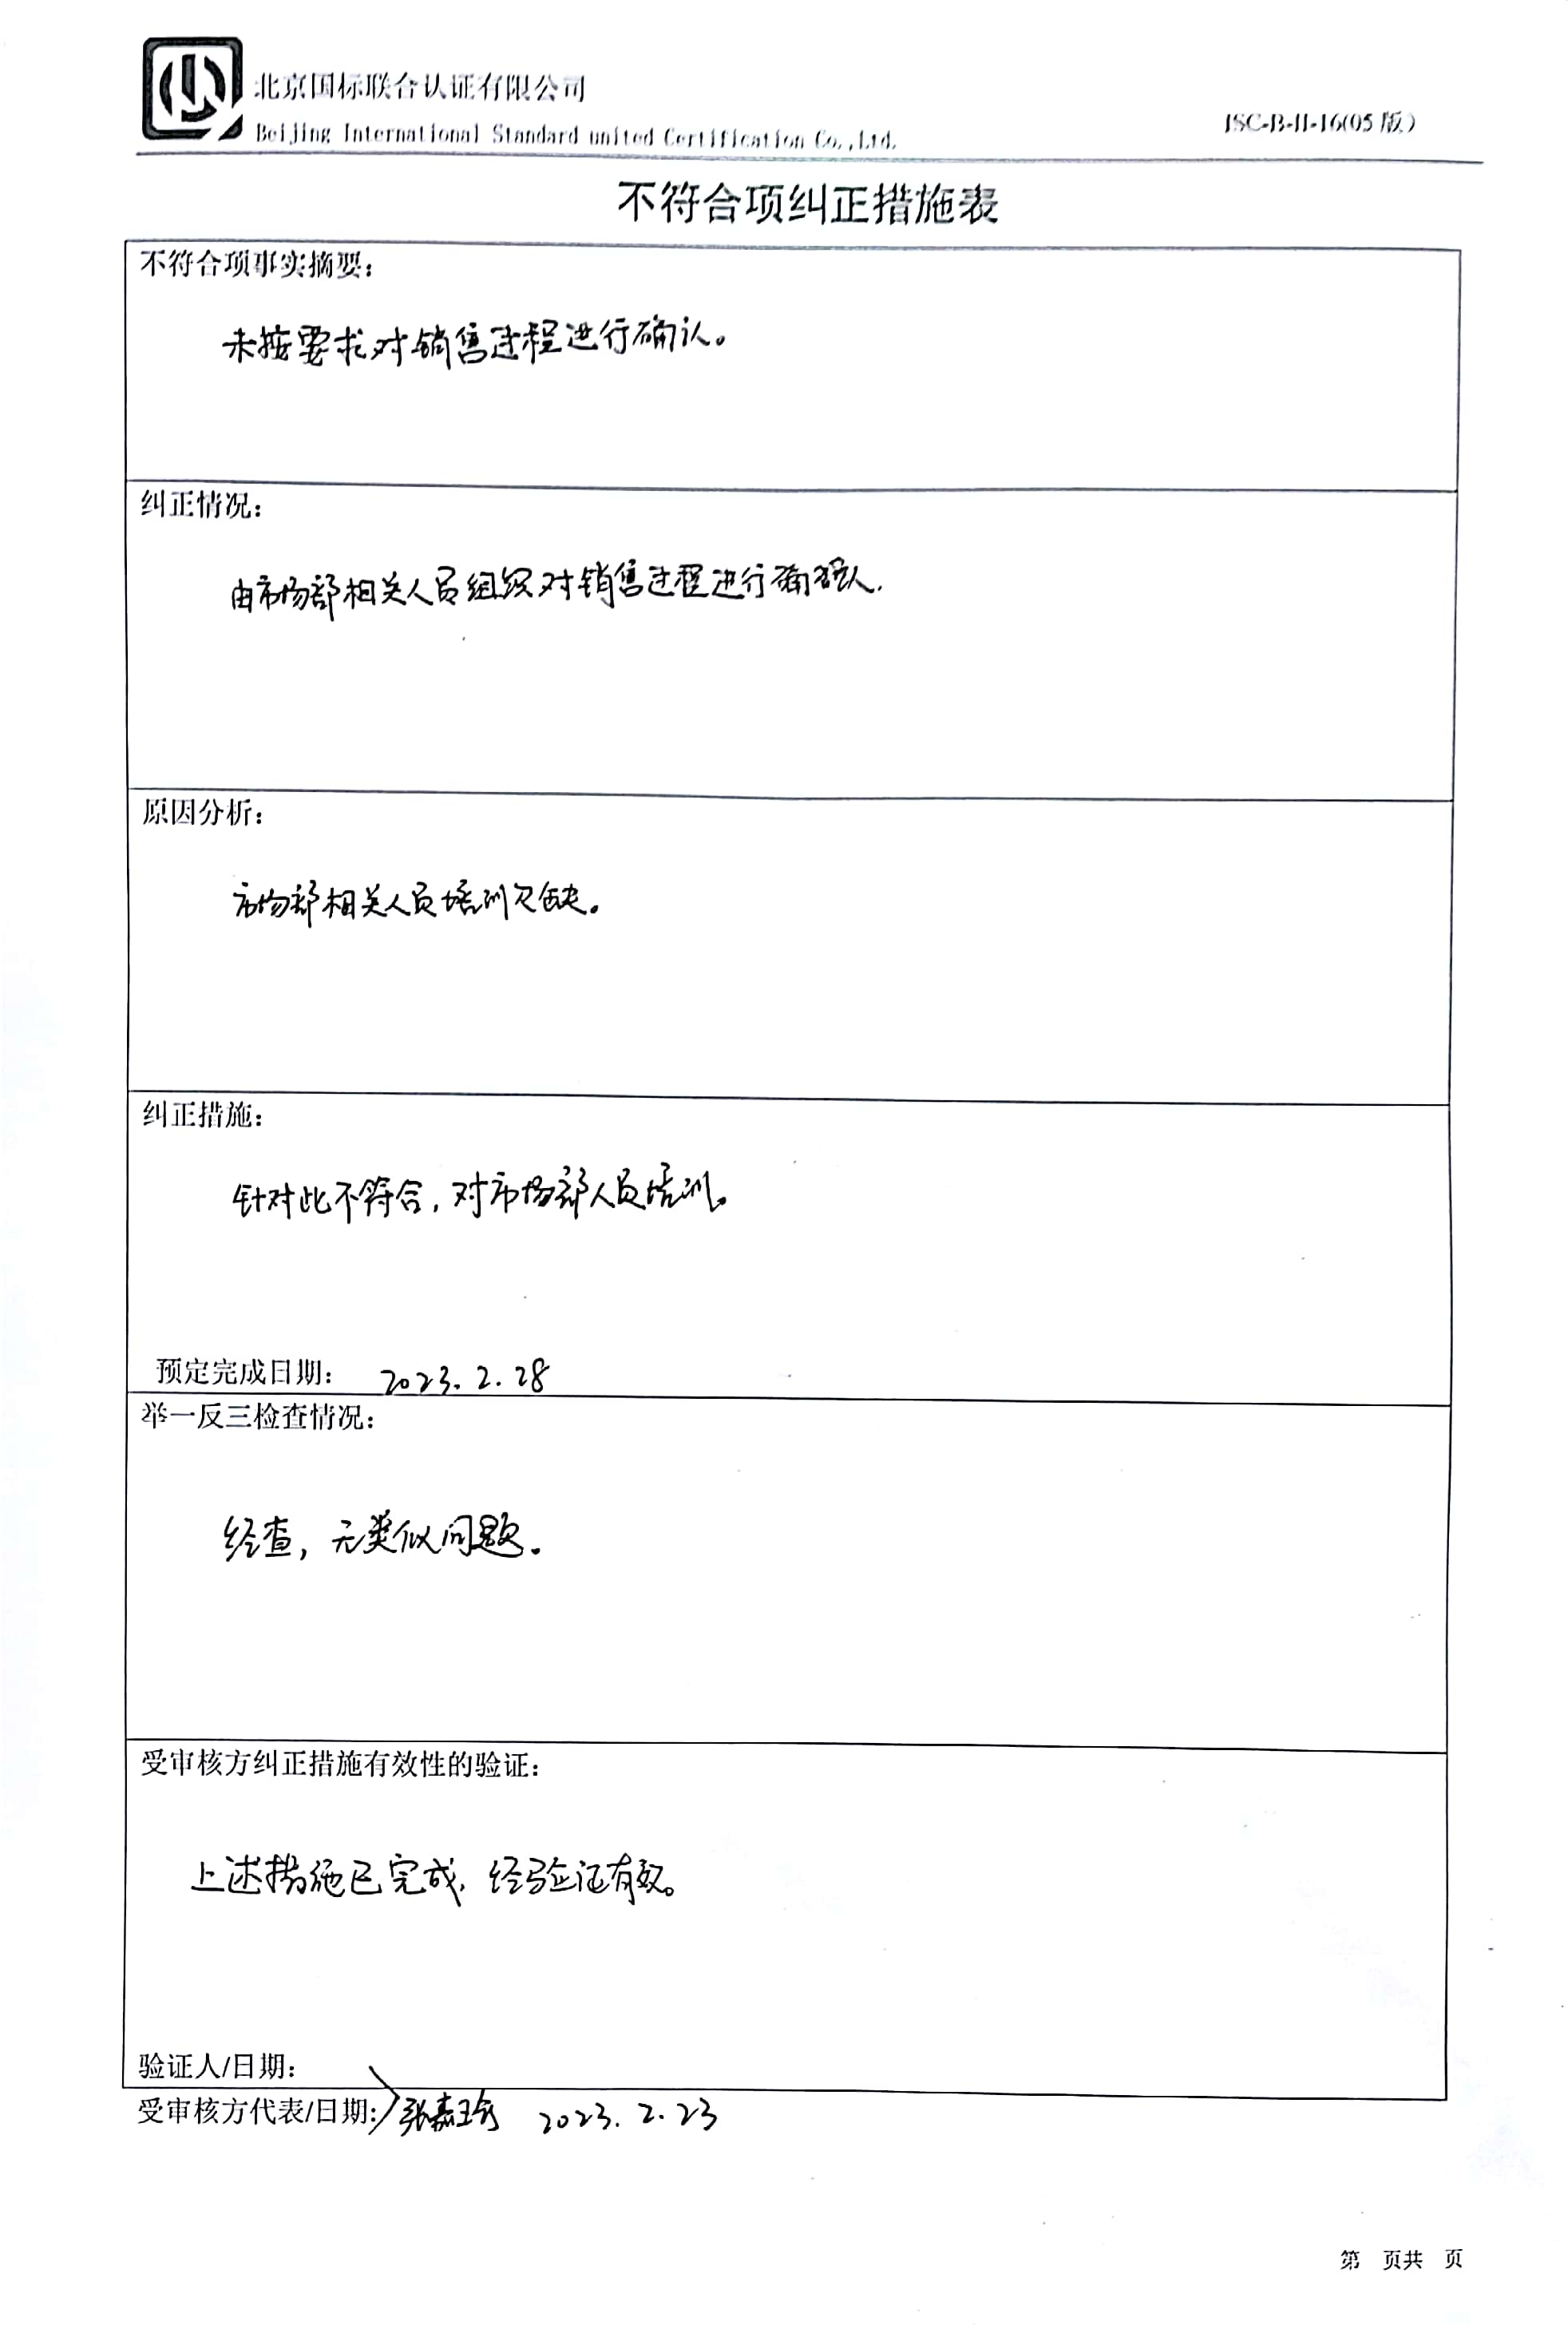 北京国标联合认证有限公司
Beijing International Standard united Certification Co.,Ltd.
ISC-B-II-16(05版)
不符合项纠正措施表
不符合项事实摘要：
未按要求对销售过程进行确认。
纠正情况：
由市场部相关人员组织对销售过程进行确认.
原因分析：
市场部相关人员培训欠缺。
纠正措施：
针对此不符合，对市场部人员培训。
预定完成日期： 2023.2.28
举一反三检查情况：
经查，无类似问题。
受审核方纠正措施有效性的验证：
上述措施已完成，经验证有效。
验证人/日期：
受审核方代表/日期: 张嘉 2023.2.23
第 页共 页